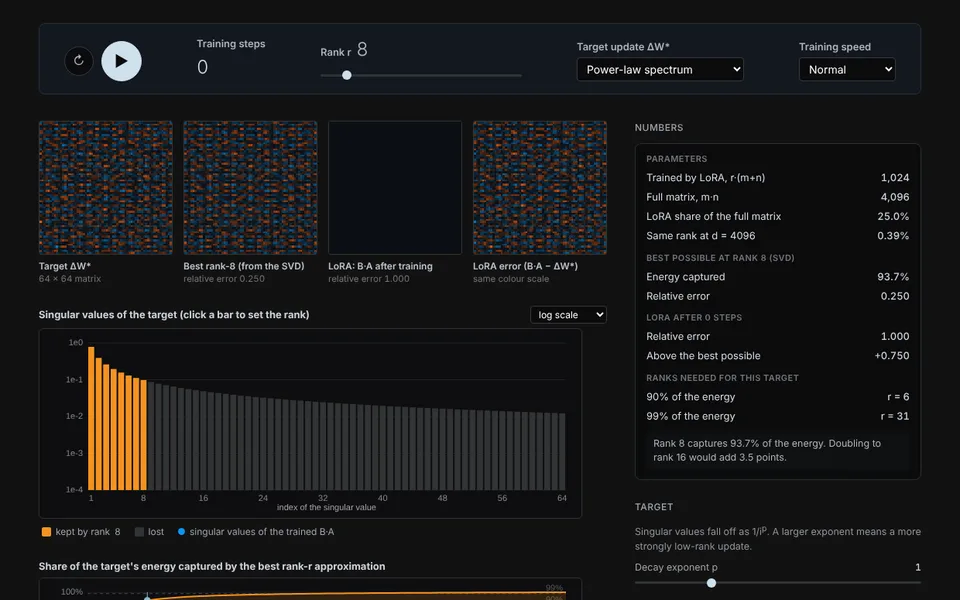 Training steps
0
Rank r 8
Target update ΔW*
Power-law spectrum
Training speed
Normal
Target ΔW*
64 × 64 matrix
Best rank-8 (from the SVD)
relative error 0.250
LoRA: B·A after training
relative error 1.000
LoRA error (B·A − ΔW*)
same colour scale
Singular values of the target (click a bar to set the rank)
log scale
1e0
1e-1
1e-2
1e-3
1e-4
1 8 16 24 32 40 48 56 64
index of the singular value
kept by rank 8 lost singular values of the trained B·A
Share of the target's energy captured by the best rank-r approximation
100%
99%
90%
NUMBERS
PARAMETERS
Trained by LoRA, r·(m+n) 1,024
Full matrix, m·n 4,096
LoRA share of the full matrix 25.0%
Same rank at d = 4096 0.39%
BEST POSSIBLE AT RANK 8 (SVD)
Energy captured 93.7%
Relative error 0.250
LORA AFTER 0 STEPS
Relative error 1.000
Above the best possible +0.750
RANKS NEEDED FOR THIS TARGET
90% of the energy r = 6
99% of the energy r = 31
Rank 8 captures 93.7% of the energy. Doubling to
rank 16 would add 3.5 points.
TARGET
Singular values fall off as 1/iᵖ. A larger exponent means a more
strongly low-rank update.
Decay exponent p 1